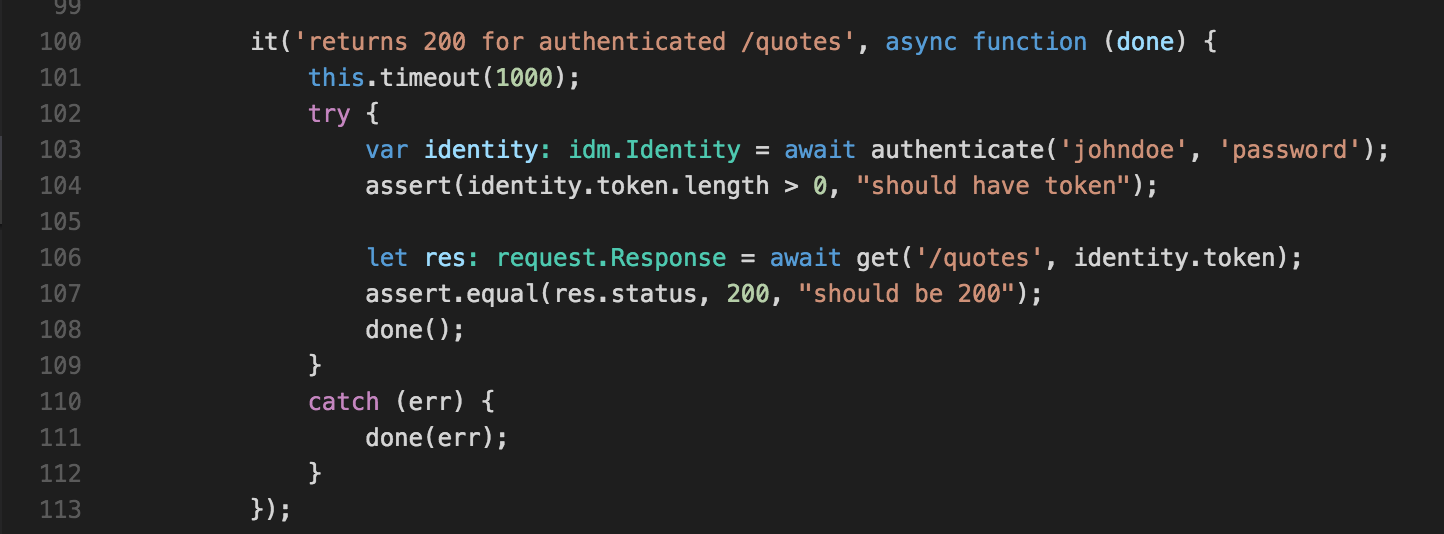 99
100 it('returns 200 for authenticated /quotes', async function (done) {
101 this.timeout(1000);
102 try {
103 var identity: idm.Identity = await authenticate('johndoe', 'password');
104 assert(identity.token.length > 0, "should have token");
105
106 let res: request.Response = await get('/quotes', identity.token);
107 assert.equal(res.status, 200, "should be 200");
108 done();
109 }
110 catch (err) {
111 done(err);
112 }
113 });